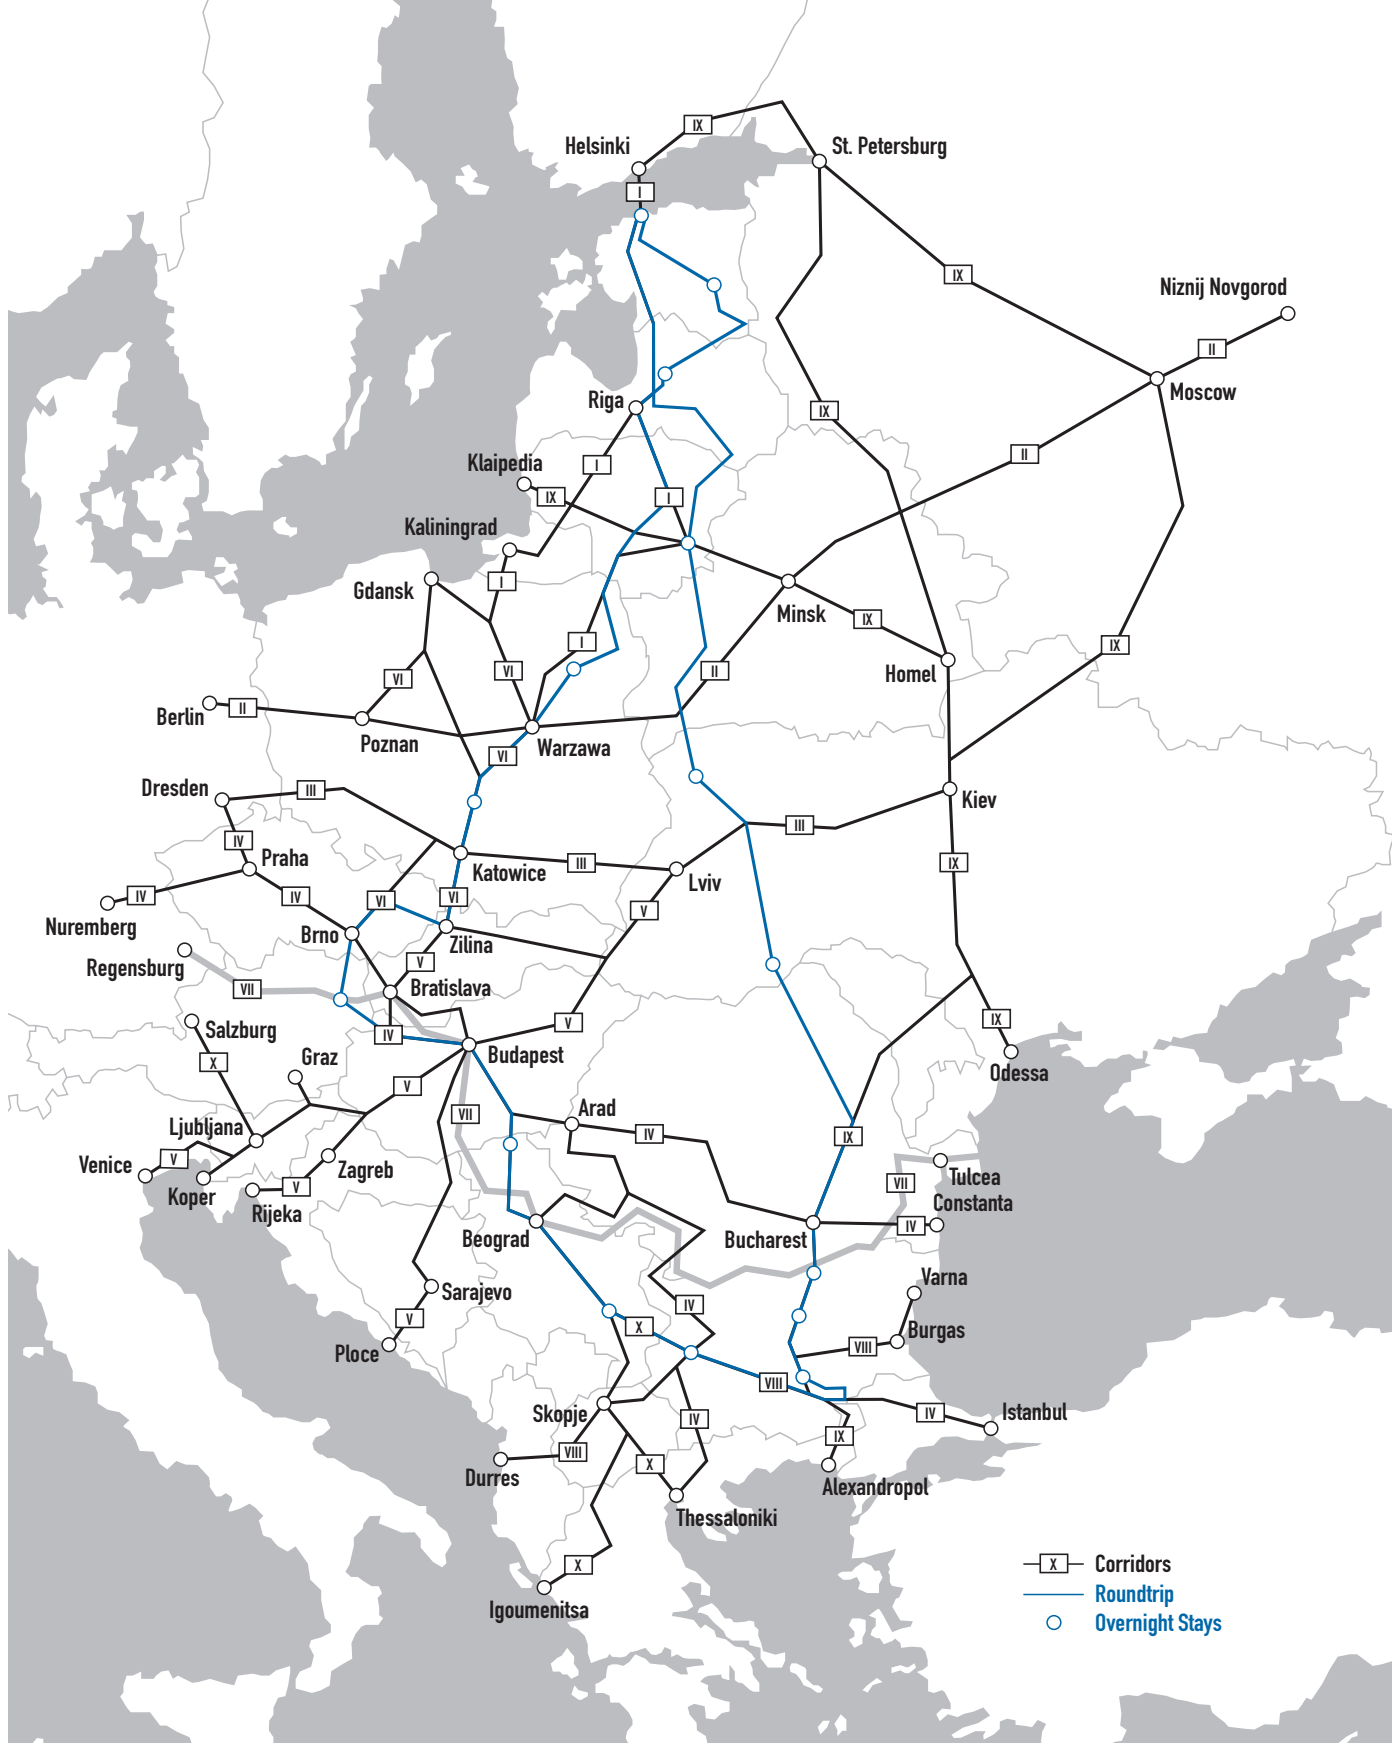 IX
Helsinki
St. Petersburg
I
IX
Niznij Novgorod
II
Moscow
Riga
IX
II
Klaipedia
I
IX
I
Kaliningrad
I
Gdansk
Minsk
IX
I
IX
VI
VI
II
Homel
Berlin
II
Poznan
Warzawa
VI
Dresden
III
Kiev
III
IV
Praha
III
IX
Katowice
Lviv
IV
IV
VI
VI
V
Nuremberg
Brno
Zilina
Regensburg
V
VII
Bratislava
Salzburg
IV
V
IX
Budapest
Graz
X
Odessa
V
VII
Arad
Ljubljana
IV
IX
Venice
V
Zagreb
Tulcea
Koper
V
VII
Constanta
Rijeka
IV
Beograd
Bucharest
Varna
Sarajevo
IV
V
X
Burgas
Ploce
VIII
VIII
Skopje
IV
IV
Istanbul
IX
VIII
X
Durres
Alexandropol
Thessaloniki
X
Igoumenitsa
X
Corridors
Roundtrip
Overnight Stays